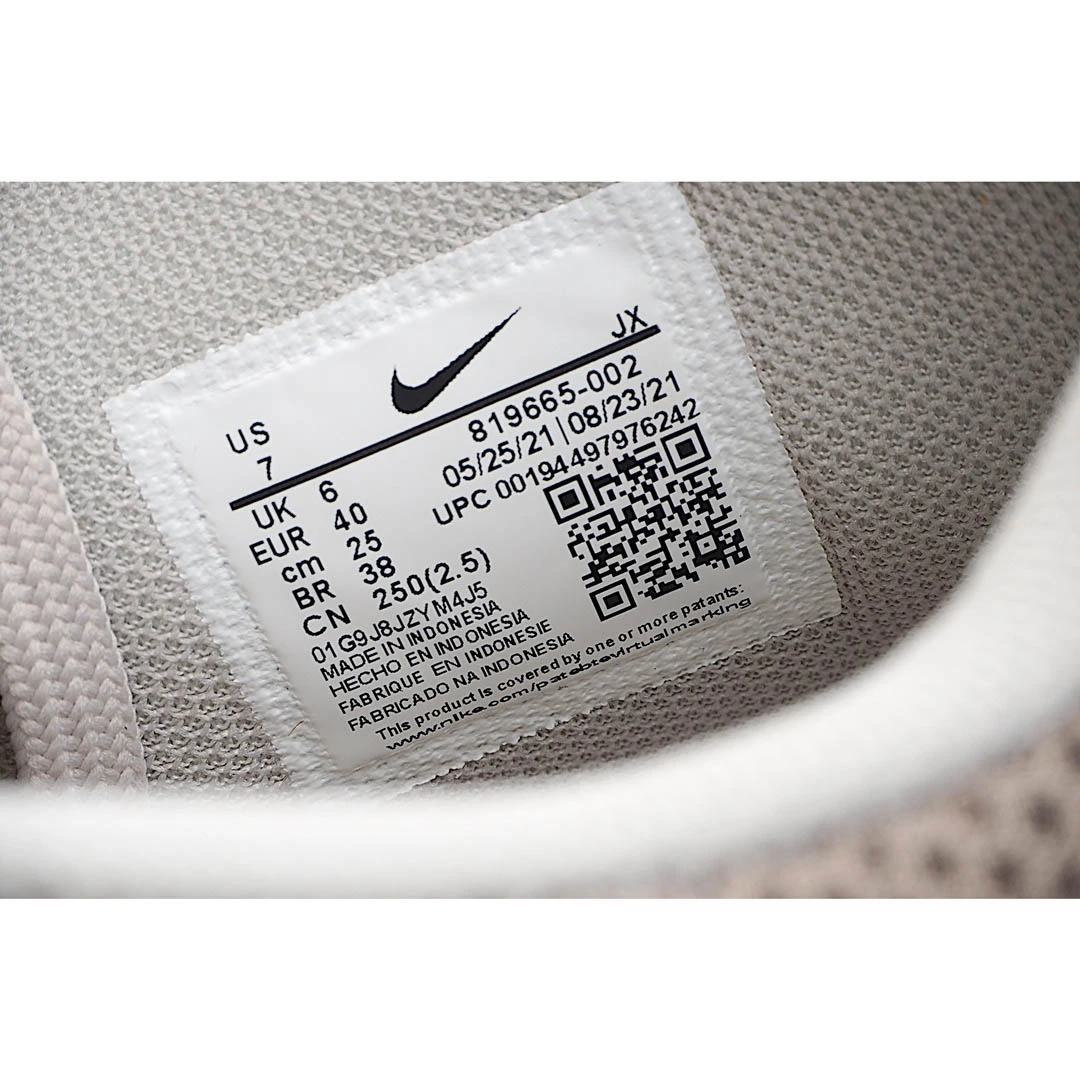 US
7
JX
819665-002
05/25/21|08/23/21
UPC 00194497976242
UK 6
EUR 40
cm 25
BR 38
CN 250(2.5)
01G9J8JZYM4J5
MADE IN INDONESIA
HECHO EN INDONESIA
FABRIQUE EN INDONESIE
FABRICADO NA INDONESIA
This product is covered by one or more patents: